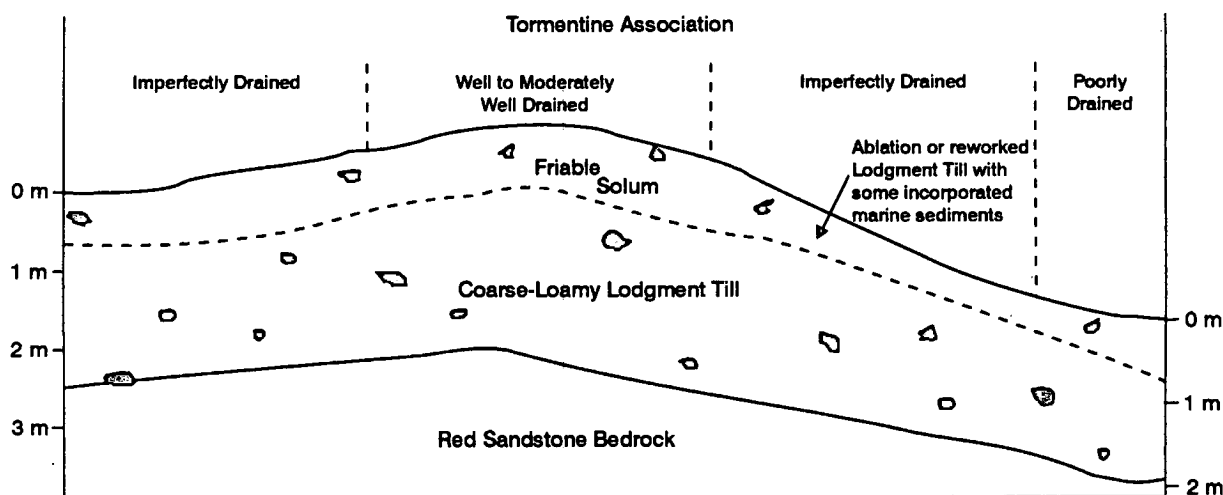 Tormentine Association
Imperfectly Drained
Well to Moderately
Well Drained
Imperfectly Drained
Poorly
Drained
Ablation or reworked
Lodgment Till with
some incorporated
marine sediments
Friable
Solum
Coarse-Loamy Lodgment Till
Red Sandstone Bedrock
0 m
1 m
2 m
3 m
0 m
1 m
2 m